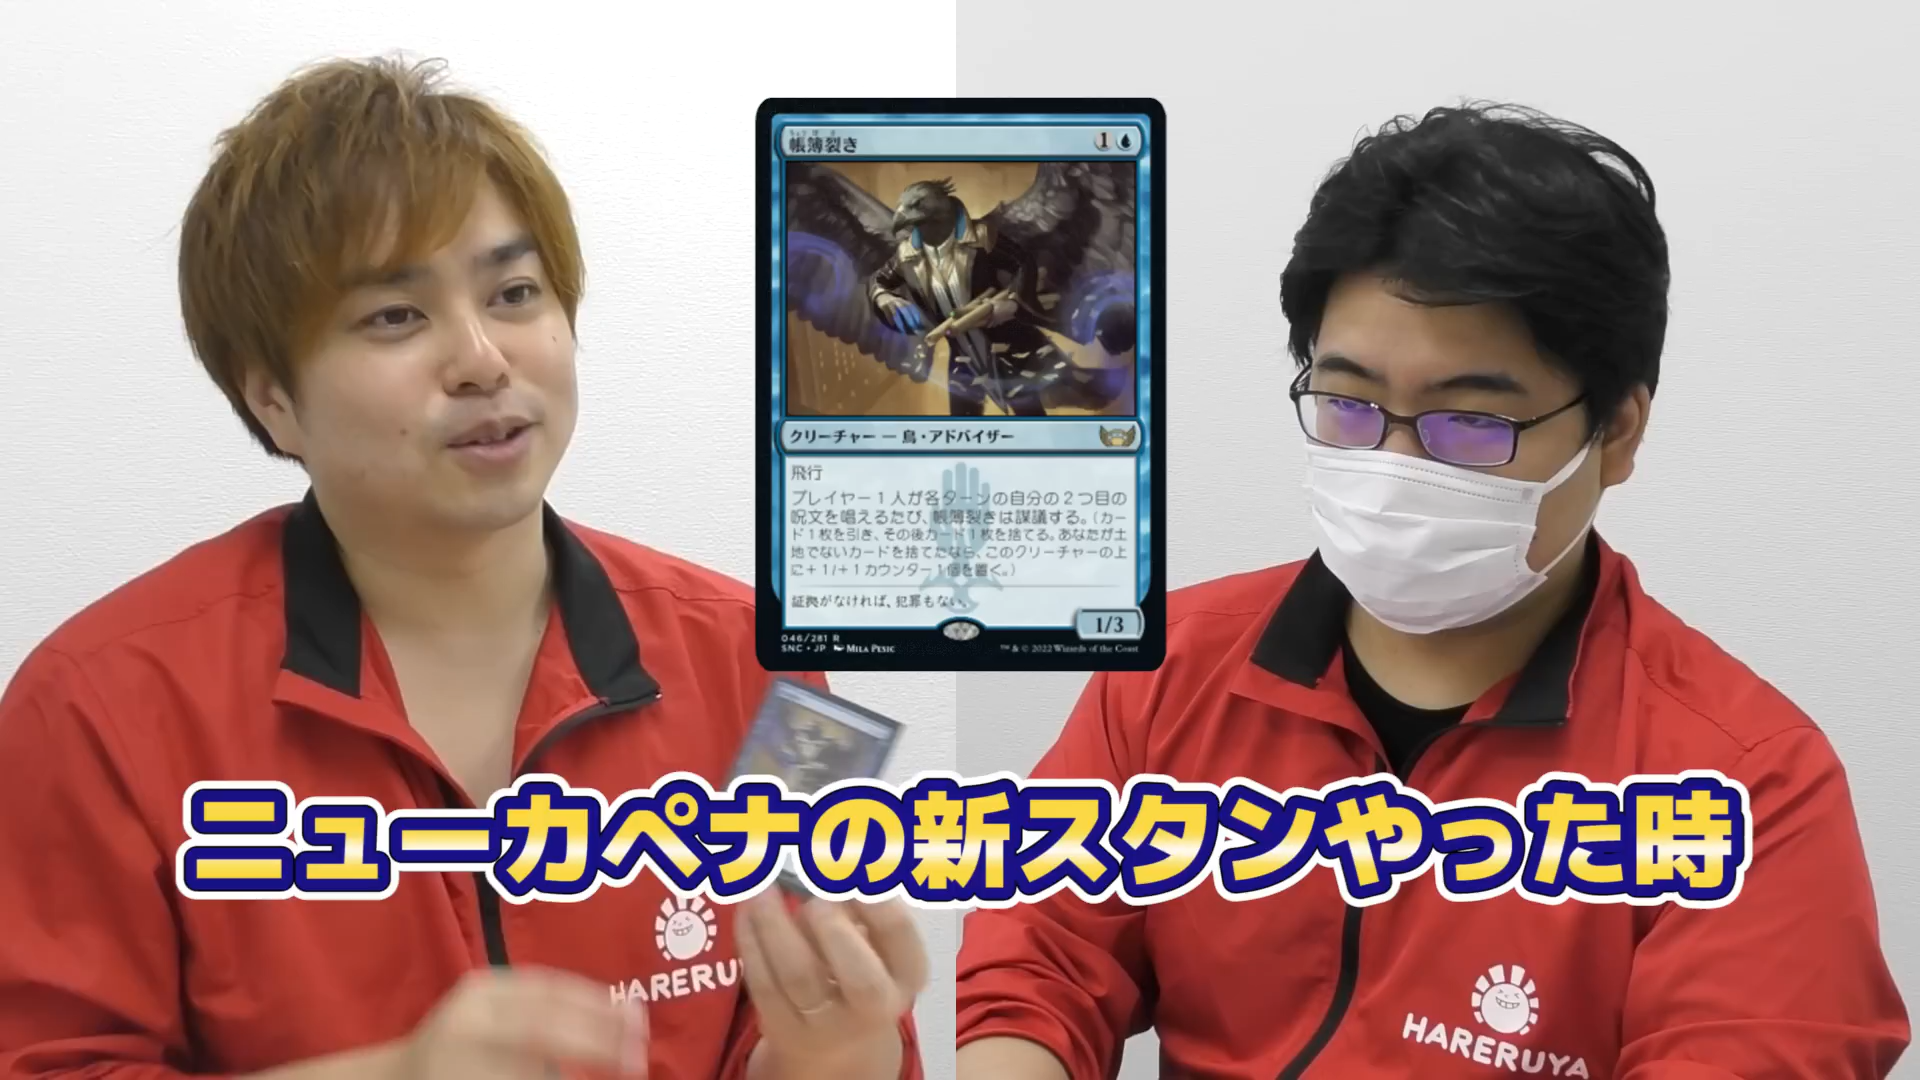 帳簿裂き
1
クリーチャー ― 鳥・アドバイザー
飛行
プレイヤー1人が各ターンの自分の2つ目の
呪文を唱えるたび、帳簿裂きは謀議する。(カー
ド1枚を引き、その後カード1枚を捨てる。あなたが土
地でないカードを捨てたなら、このクリーチャーの上
に+1/+1カウンター1個を置く。)
証拠がなければ、犯罪もない。
1/3
046/281 R
SNC・JP MILA PESIC
™ & © 2022 Wizards of the Coast
ニューカペナの新スタンやった時
HARERUYA
HARERUYA